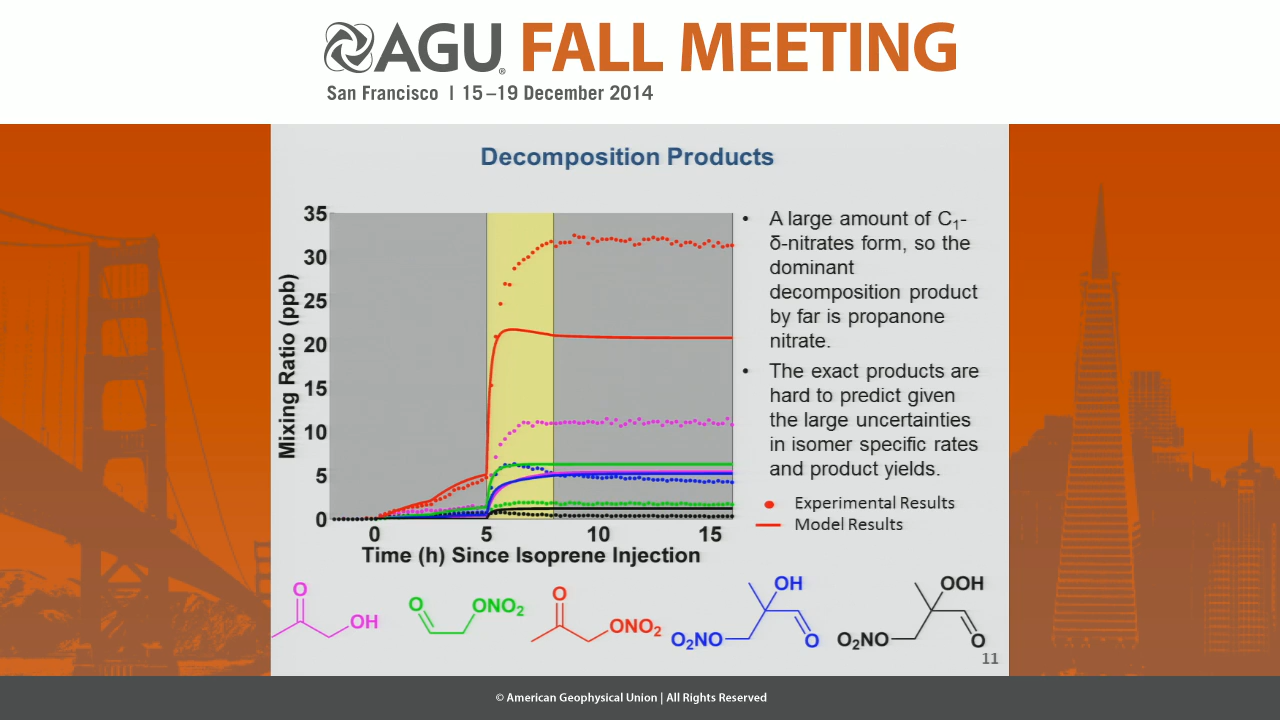 AGU® FALL MEETING
San Francisco | 15–19 December 2014
Decomposition Products
35
30
25
20
15
10
5
0
Mixing Ratio (ppb)
0 5 10 15
Time (h) Since Isoprene Injection
• A large amount of C₁-
δ-nitrates form, so the
dominant
decomposition product
by far is propanone
nitrate.
• The exact products are
hard to predict given
the large uncertainties
in isomer specific rates
and product yields.
Experimental Results
Model Results
O OH
O ONO₂
O ONO₂
OH O₂NO O
OOH O₂NO O
11
© American Geophysical Union | All Rights Reserved